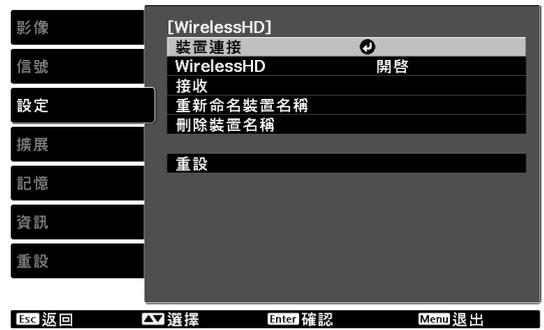 影像
信號
設定
擴展
記憶
資訊
重設
[WirelessHD]
裝置連接
WirelessHD 開啓
接收
重新命名裝置名稱
刪除裝置名稱
重設
Esc 返回 選擇 Enter 確認 Menu 退出